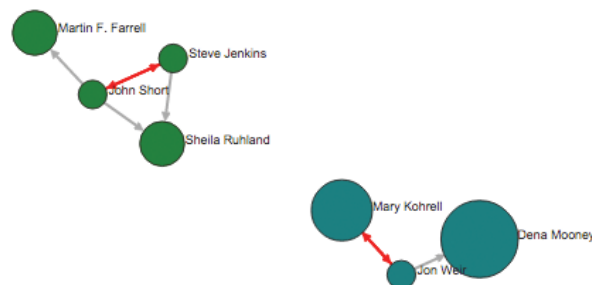 Martin F. Farrell
Steve Jenkins
John Short
Sheila Ruhland
Mary Kohrell
Dena Mooney
Jon Weir